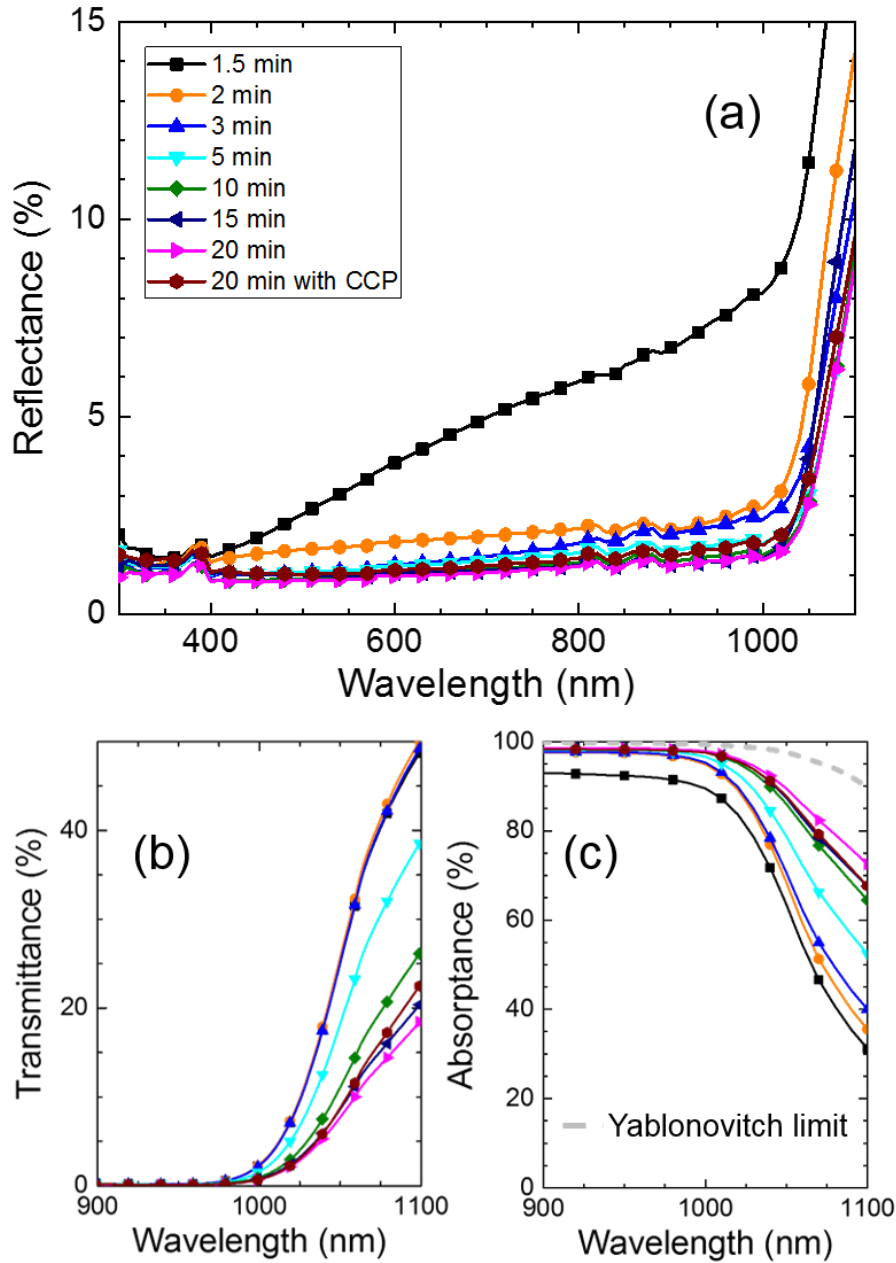 15
10
5
0
Reflectance (%)
1.5 min
2 min
3 min
5 min
10 min
15 min
20 min
20 min with CCP
(a)
400 600 800 1000
Wavelength (nm)
40
20
0
Transmittance (%)
(b)
900 1000 1100
Wavelength (nm)
100
80
60
40
20
0
Absorptance (%)
(c)
Yablonovitch limit
900 1000 1100
Wavelength (nm)